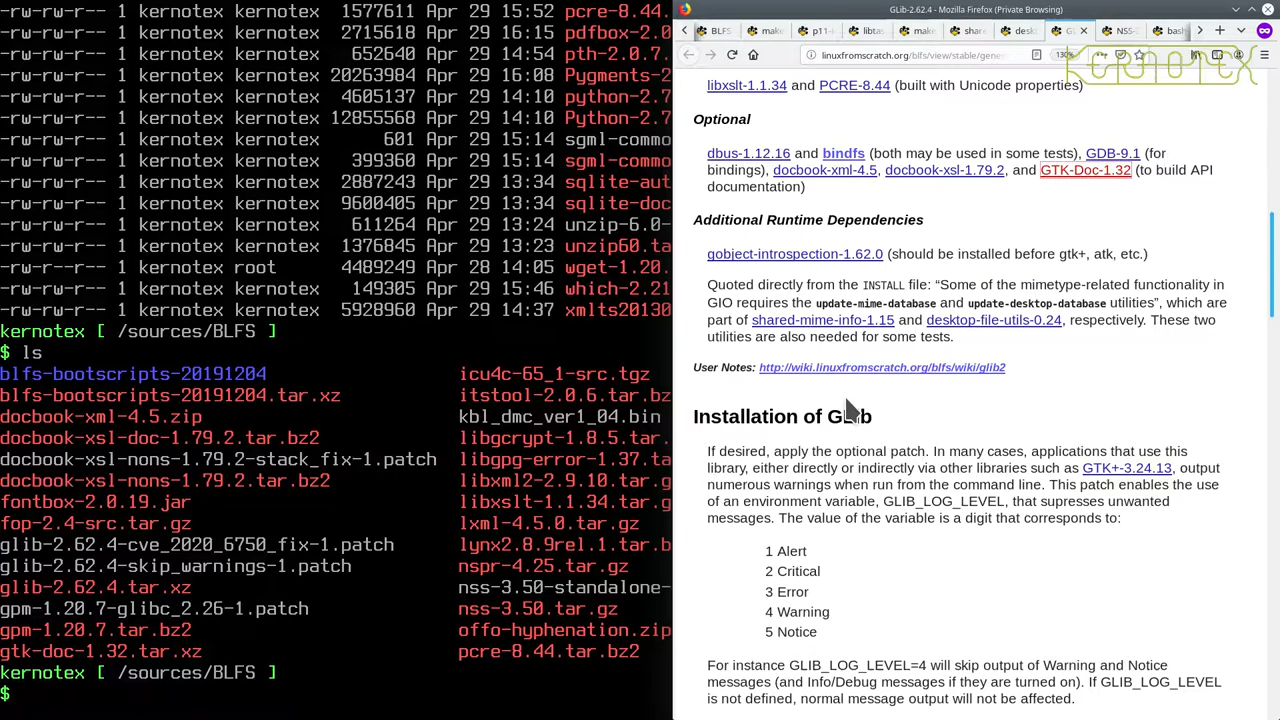 -rw-rw-r-- 1 kernotex kernotex 1577611 Apr 29 15:52 pcre-8.44.
-rw-rw-r-- 1 kernotex kernotex 2715618 Apr 29 16:15 pdfbox-2.0
-rw-rw-r-- 1 kernotex kernotex 652640 Apr 29 14:54 pth-2.0.7.
-rw-rw-r-- 1 kernotex kernotex 20263984 Apr 29 16:08 Pygments-2
-rw-rw-r-- 1 kernotex kernotex 4605137 Apr 29 14:10 python-2.7
-rw-rw-r-- 1 kernotex kernotex 12855568 Apr 29 14:10 Python-2.7
-rw-rw-r-- 1 kernotex kernotex 601 Apr 29 15:14 sgml-commo
-rw-rw-r-- 1 kernotex kernotex 399360 Apr 29 15:14 sgml-commo
-rw-rw-r-- 1 kernotex kernotex 2887243 Apr 29 13:34 sqlite-aut
-rw-rw-r-- 1 kernotex kernotex 9600405 Apr 29 13:34 sqlite-doc
-rw-rw-r-- 1 kernotex kernotex 611264 Apr 29 13:24 unzip-6.0-
-rw-rw-r-- 1 kernotex kernotex 1376845 Apr 29 13:23 unzip60.ta
-rw-r--r-- 1 kernotex root 4489249 Apr 28 14:05 wget-1.20.
-rw-rw-r-- 1 kernotex kernotex 149305 Apr 29 15:46 which-2.21
-rw-rw-r-- 1 kernotex kernotex 5928960 Apr 29 14:37 xmlts20130
kernotex [ /sources/BLFS ]
$ ls
blfs-bootscripts-20191204 icu4c-65_1-src.tgz
blfs-bootscripts-20191204.tar.xz itstool-2.0.6.tar.bz
docbook-xml-4.5.zip kbl_dmc_ver1_04.bin
docbook-xsl-doc-1.79.2.tar.bz2 libgcrypt-1.8.5.tar.
docbook-xsl-nons-1.79.2-stack_fix-1.patch libgpg-error-1.37.ta
docbook-xsl-nons-1.79.2.tar.bz2 libxml2-2.9.10.tar.g
fontbox-2.0.19.jar libxslt-1.1.34.tar.g
fop-2.4-src.tar.gz lxml-4.5.0.tar.gz
glib-2.62.4-cve_2020_6750_fix-1.patch lynx2.8.9rel.1.tar.b
glib-2.62.4-skip_warnings-1.patch nspr-4.25.tar.gz
glib-2.62.4.tar.xz nss-3.50-standalone-
gpm-1.20.7-glibc_2.26-1.patch nss-3.50.tar.gz
gpm-1.20.7.tar.bz2 offo-hyphenation.zip
gtk-doc-1.32.tar.xz pcre-8.44.tar.bz2
kernotex [ /sources/BLFS ]
$
GLib-2.62.4 - Mozilla Firefox (Private Browsing)
BLFS make p11- libtas make shar desk GL NSS- bash
linuxfromscratch.org/blfs/view/stable/gene 130%
KERNOTEX
libxslt-1.1.34 and PCRE-8.44 (built with Unicode properties)
Optional
dbus-1.12.16 and bindfs (both may be used in some tests), GDB-9.1 (for
bindings), docbook-xml-4.5, docbook-xsl-1.79.2, and GTK-Doc-1.32 (to build API
documentation)
Additional Runtime Dependencies
gobject-introspection-1.62.0 (should be installed before gtk+, atk, etc.)
Quoted directly from the INSTALL file: “Some of the mimetype-related functionality in
GIO requires the update-mime-database and update-desktop-database utilities”, which are
part of shared-mime-info-1.15 and desktop-file-utils-0.24, respectively. These two
utilities are also needed for some tests.
User Notes: http://wiki.linuxfromscratch.org/blfs/wiki/glib2
Installation of GLib
If desired, apply the optional patch. In many cases, applications that use this
library, either directly or indirectly via other libraries such as GTK+-3.24.13, output
numerous warnings when run from the command line. This patch enables the use
of an environment variable, GLIB_LOG_LEVEL, that supresses unwanted
messages. The value of the variable is a digit that corresponds to:
1 Alert
2 Critical
3 Error
4 Warning
5 Notice
For instance GLIB_LOG_LEVEL=4 will skip output of Warning and Notice
messages (and Info/Debug messages if they are turned on). If GLIB_LOG_LEVEL
is not defined, normal message output will not be affected.